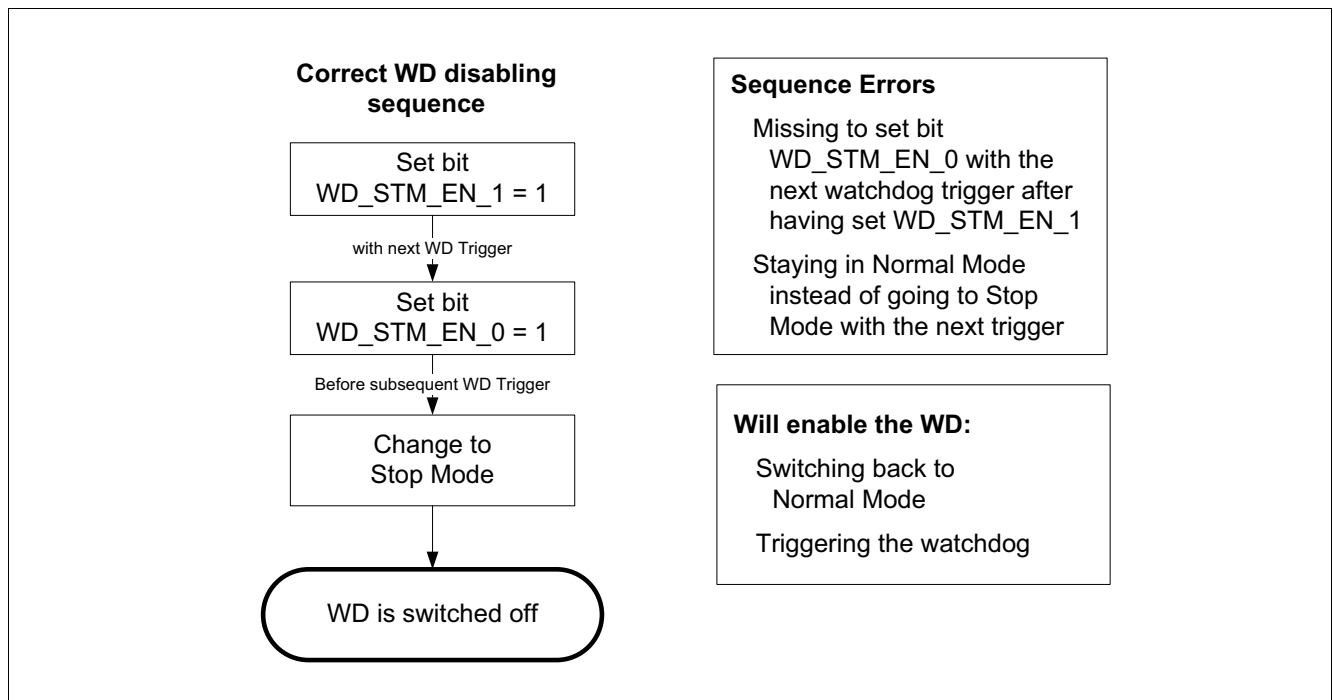 Correct WD disabling
sequence
Set bit
WD_STM_EN_1 = 1
with next WD Trigger
Set bit
WD_STM_EN_0 = 1
Before subsequent WD Trigger
Change to
Stop Mode
WD is switched off
Sequence Errors
Missing to set bit
WD_STM_EN_0 with the
next watchdog trigger after
having set WD_STM_EN_1
Staying in Normal Mode
instead of going to Stop
Mode with the next trigger
Will enable the WD:
Switching back to
Normal Mode
Triggering the watchdog